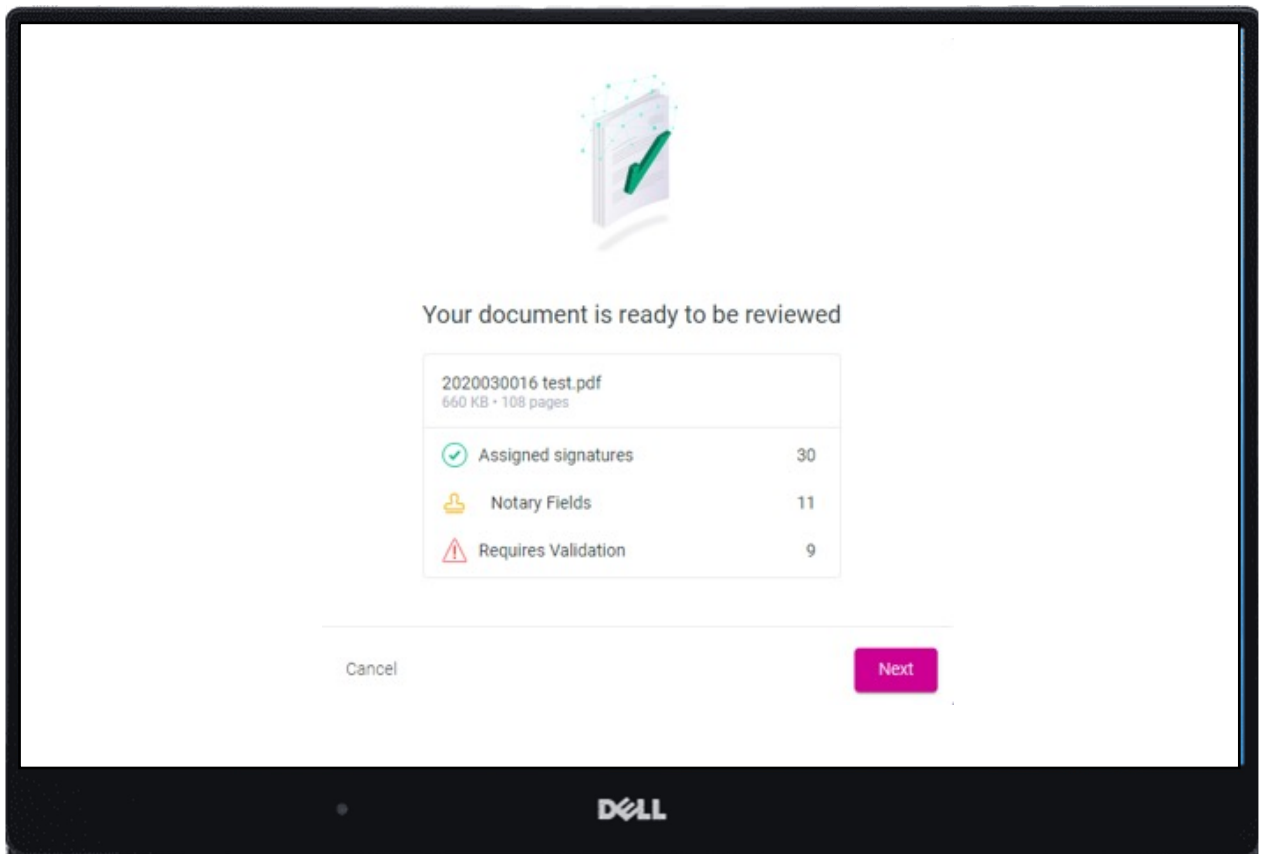 Your document is ready to be reviewed
2020030016 test.pdf
660 KB • 108 pages
Assigned signatures 30
Notary Fields 11
Requires Validation 9
Cancel Next
DELL